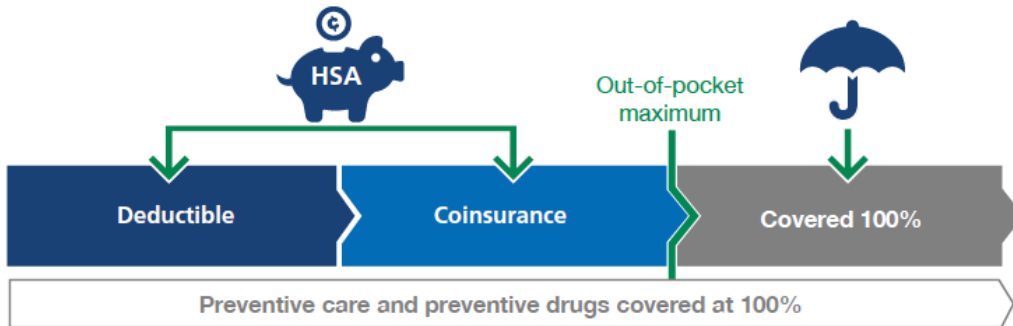 HSA
Out-of-pocket
maximum
Deductible
Coinsurance
Covered 100%
Preventive care and preventive drugs covered at 100%